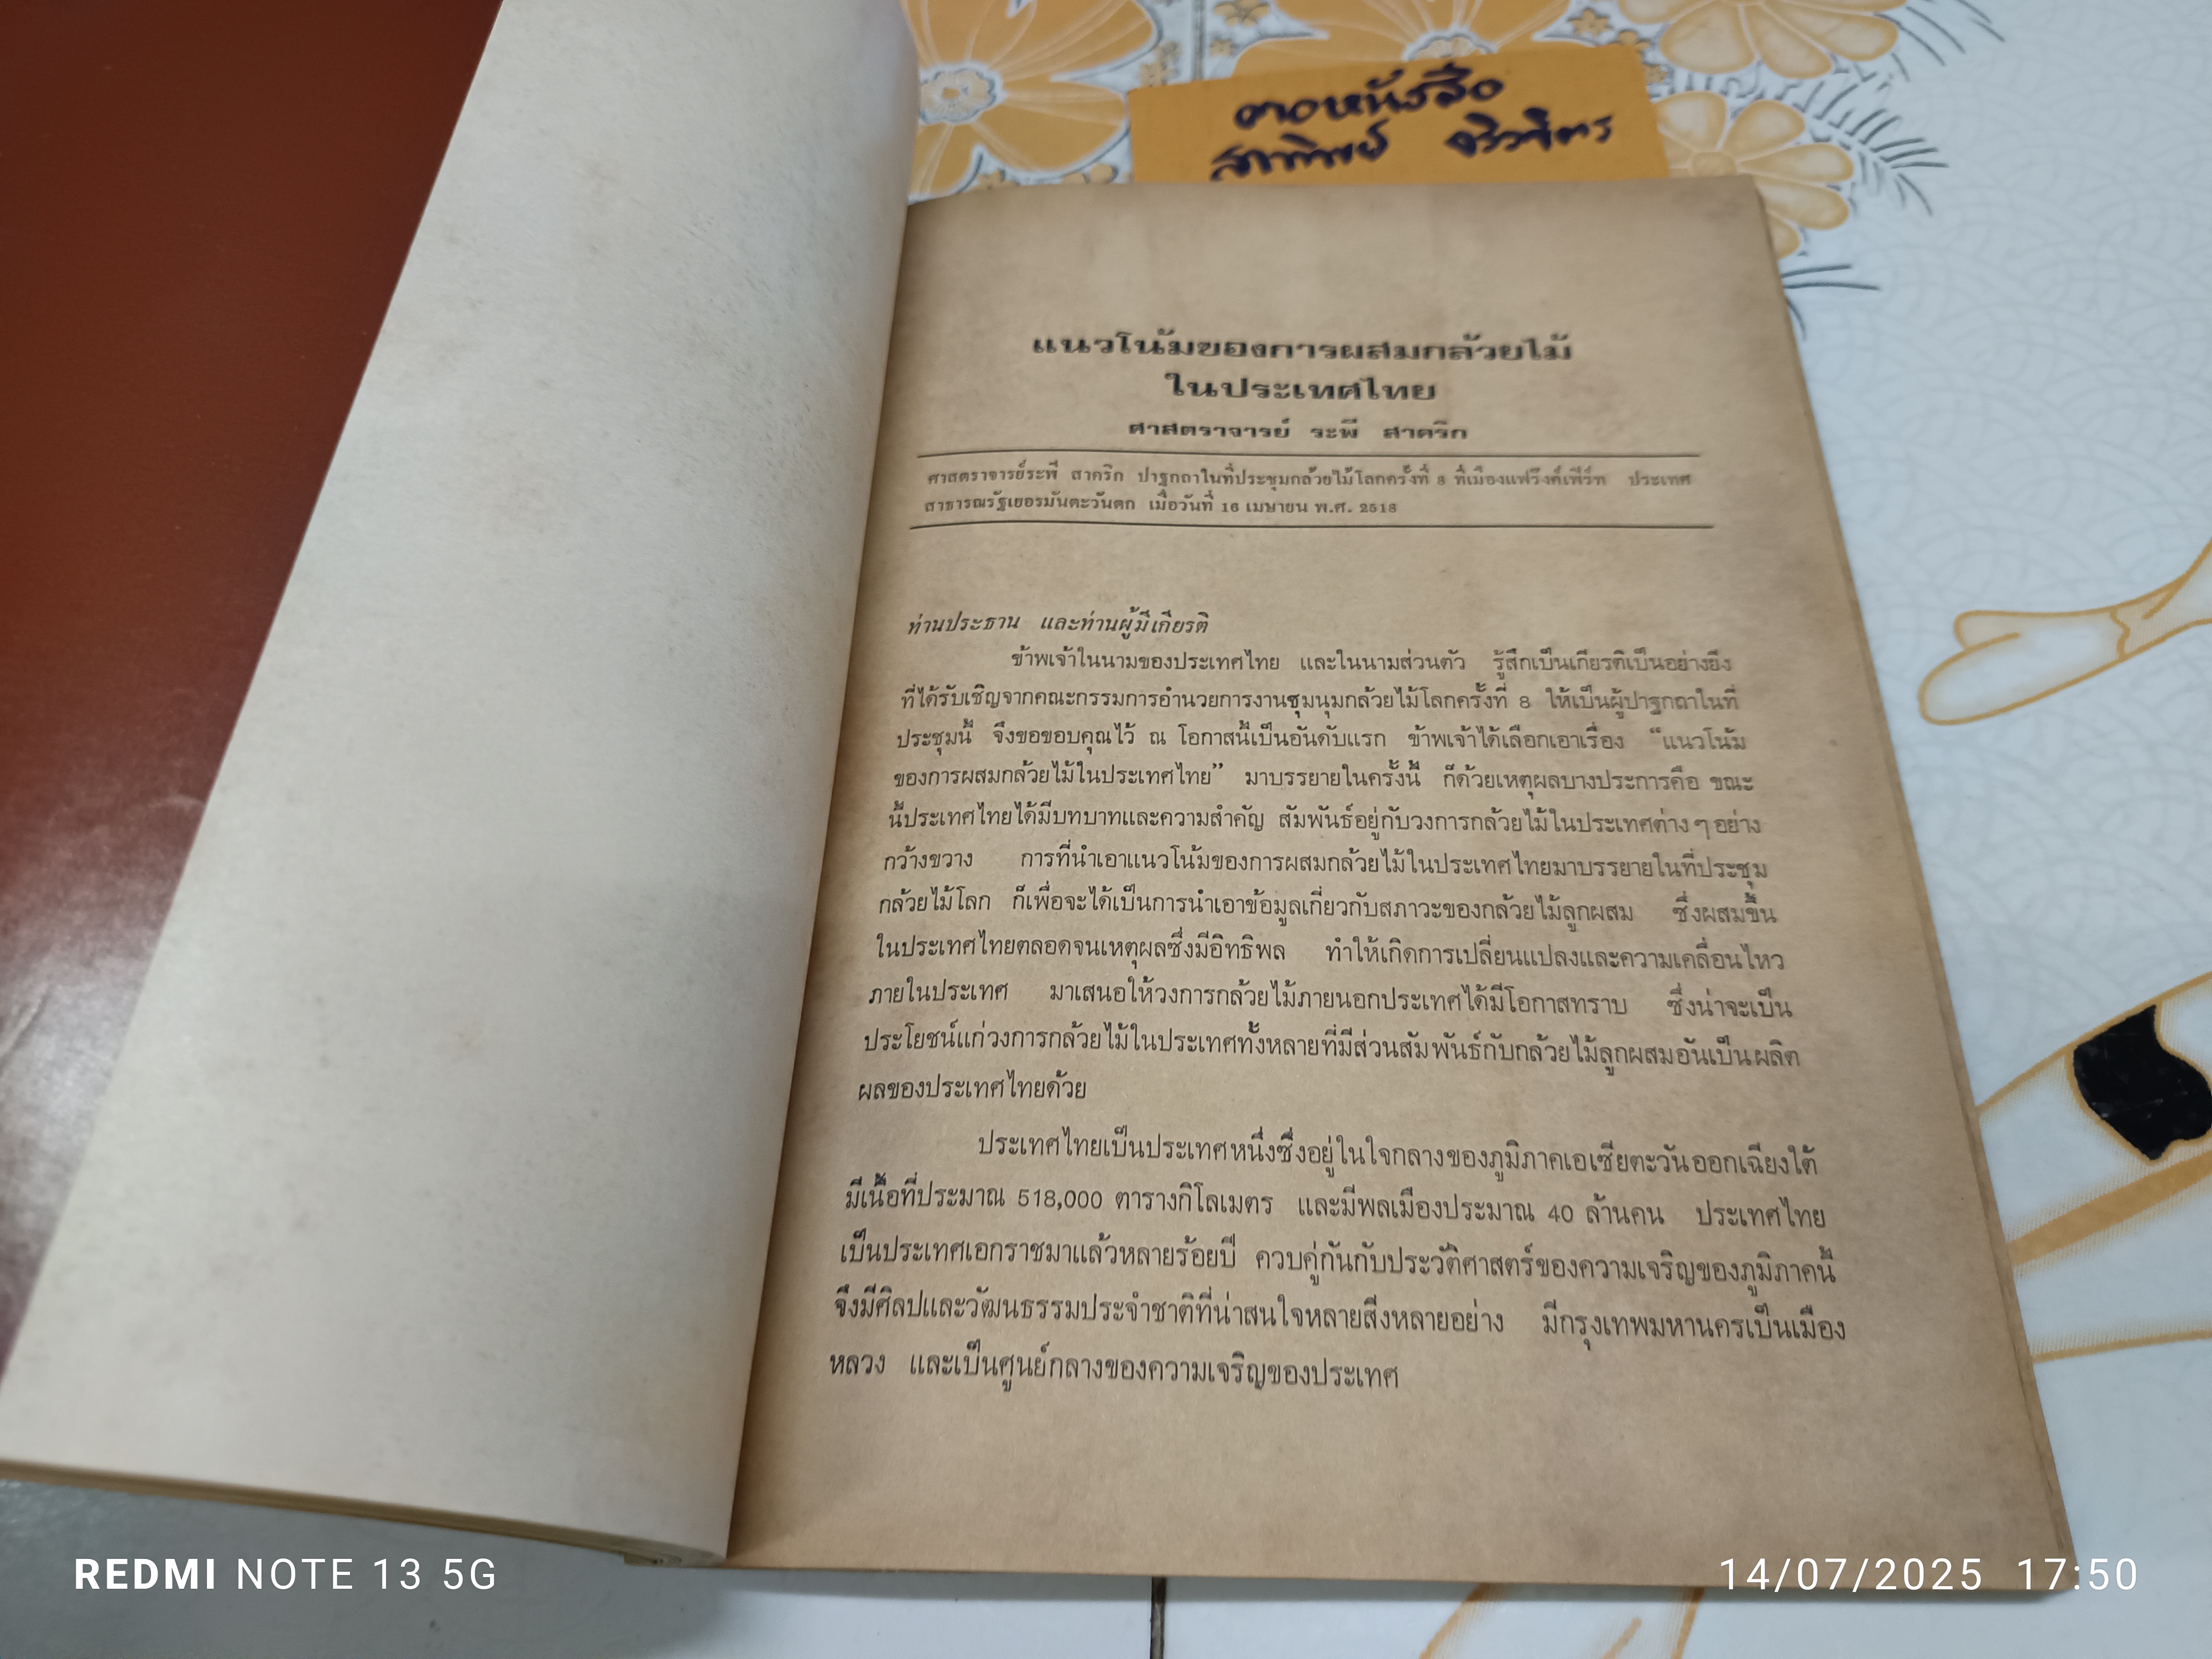 คอหนังสือ
แนวโน้มของการผสมกล้วยไม้
ในประเทศไทย
ศาสตราจารย์ ระพี สาคริก
ศาสตราจารย์ระพี สาคริก ปาฐกถาในที่ประชุมกล้วยไม้โลกครั้งที่ 8 ที่เมืองแฟร๊งค์เฟิร์ท ประเทศ
สาธารณรัฐเยอรมันตะวันตก เมื่อวันที่ 16 เมษายน พ.ศ. 2518
ท่านประธาน และท่านผู้มีเกียรติ
ข้าพเจ้าในนามของประเทศไทย และในนามส่วนตัว รู้สึกเป็นเกียรติเป็นอย่างยิ่ง
ที่ได้รับเชิญจากคณะกรรมการอำนวยการงานชุมนุมกล้วยไม้โลกครั้งที่ 8 ให้เป็นผู้ปาฐกถาในที่
ประชุมนี้ จึงขอขอบคุณไว้ ณ โอกาสนี้เป็นอันดับแรก ข้าพเจ้าได้เลือกเอาเรื่อง “แนวโน้ม
ของการผสมกล้วยไม้ในประเทศไทย” มาบรรยายในครั้งนี้ ก็ด้วยเหตุผลบางประการคือ ขณะ
นี้ประเทศไทยได้มีบทบาทและความสำคัญ สัมพันธ์อยู่กับวงการกล้วยไม้ในประเทศต่าง ๆ อย่าง
กว้างขวาง การที่นำเอาแนวโน้มของการผสมกล้วยไม้ในประเทศไทยมาบรรยายในที่ประชุม
กล้วยไม้โลก ก็เพื่อจะได้เป็นการนำเอาข้อมูลเกี่ยวกับสภาวะของกล้วยไม้ลูกผสม ซึ่งผสมขึ้น
ในประเทศไทยตลอดจนเหตุผลซึ่งมีอิทธิพล ทำให้เกิดการเปลี่ยนแปลงและความเคลื่อนไหว
ภายในประเทศ มาเสนอให้วงการกล้วยไม้ภายนอกประเทศได้มีโอกาสทราบ ซึ่งน่าจะเป็น
ประโยชน์แก่วงการกล้วยไม้ในประเทศทั้งหลายที่มีส่วนสัมพันธ์กับกล้วยไม้ลูกผสมอันเป็นผลิต
ผลของประเทศไทยด้วย
ประเทศไทยเป็นประเทศหนึ่งซึ่งอยู่ในใจกลางของภูมิภาคเอเซียตะวันออกเฉียงใต้
มีเนื้อที่ประมาณ 518,000 ตารางกิโลเมตร และมีพลเมืองประมาณ 40 ล้านคน ประเทศไทย
เป็นประเทศเอกราชมาแล้วหลายร้อยปี ควบคู่กันกับประวัติศาสตร์ของความเจริญของภูมิภาคนี้
จึงมีศิลปและวัฒนธรรมประจำชาติที่น่าสนใจหลายสิ่งหลายอย่าง มีกรุงเทพมหานครเป็นเมือง
หลวง และเป็นศูนย์กลางของความเจริญของประเทศ
REDMI NOTE 13 5G
14/07/2025 17:50